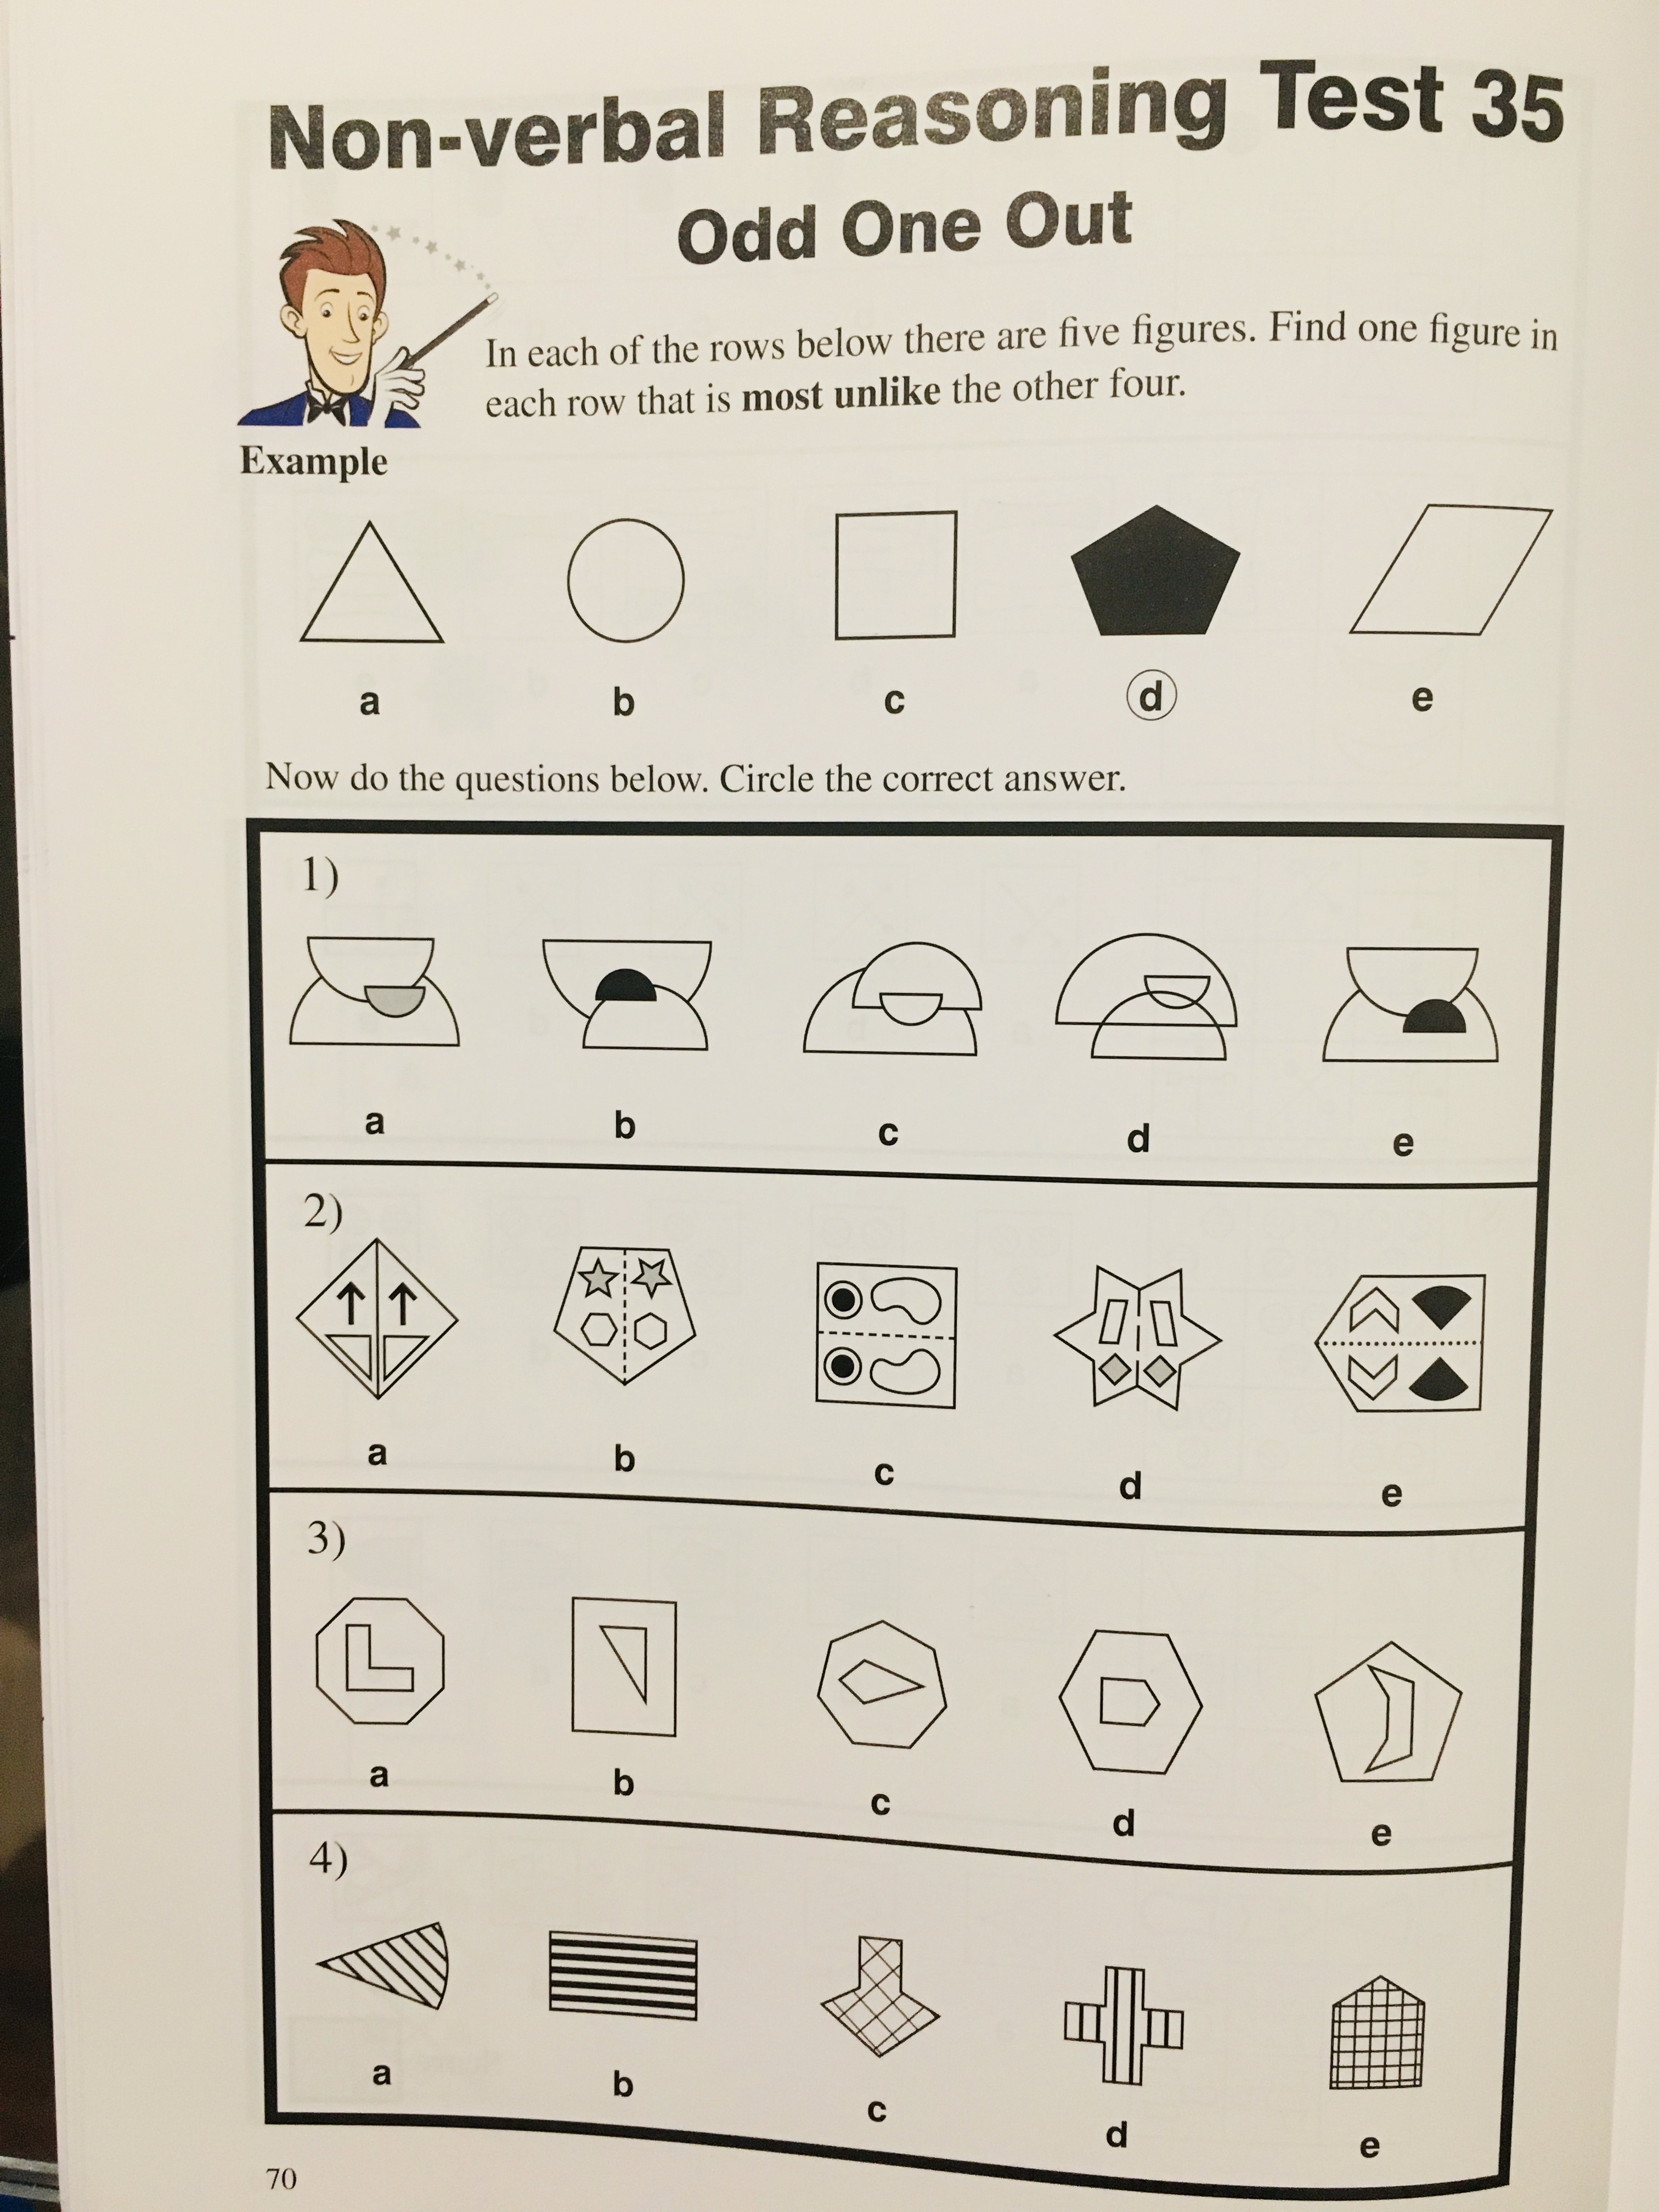 Non-verbal Reasoning Test 35
Odd One Out
In each of the rows below there are five figures. Find one figure in
each row that is most unlike the other four.
Example
a b c d e
Now do the questions below. Circle the correct answer.
1)
a b c d e
2)
a b c d e
3)
a b c d e
4)
a b c d e
70